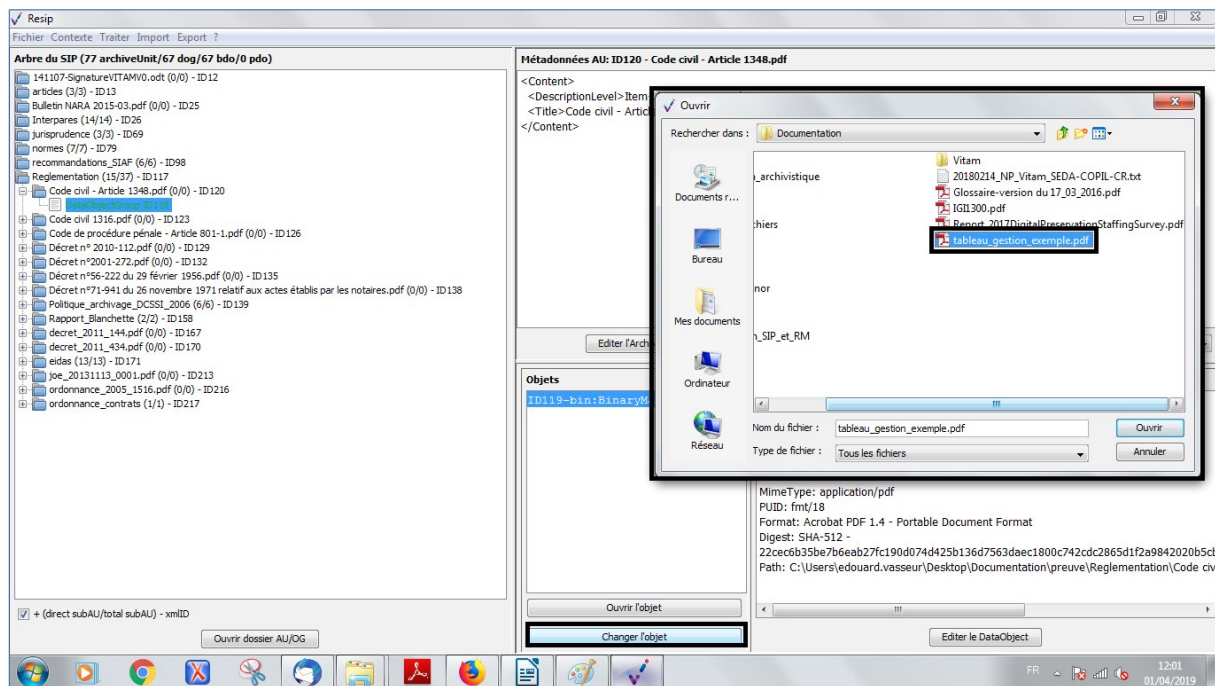 Resip
Fichier Contexte Traiter Import Export ?
Arbre du SIP (77 archiveUnit/67 dog/67 bdo/0 pdo)
141107-SignatureVITAMV0.odt (0/0) - ID12
articles (3/3) - ID13
Bulletin NARA 2015-03.pdf (0/0) - ID25
Interpares (14/14) - ID26
jurisprudence (3/3) - ID69
normes (7/7) - ID79
recommandations_SIAF (6/6) - ID98
Reglementation (15/37) - ID117
Code civil - Article 1348.pdf (0/0) - ID120
DataObjectGroup ID118
Code civil 1316.pdf (0/0) - ID123
Code de procédure pénale - Article 801-1.pdf (0/0) - ID126
Décret n° 2010-112.pdf (0/0) - ID129
Décret n°2001-272.pdf (0/0) - ID132
Décret n°56-222 du 29 février 1956.pdf (0/0) - ID135
Décret n°71-941 du 26 novembre 1971 relatif aux actes établis par les notaires.pdf (0/0) - ID138
Politique_archivage_DCSSI_2006 (6/6) - ID139
Rapport_Blanchette (2/2) - ID158
decret_2011_144.pdf (0/0) - ID167
decret_2011_434.pdf (0/0) - ID170
eidas (13/13) - ID171
joe_20131113_0001.pdf (0/0) - ID213
ordonnance_2005_1516.pdf (0/0) - ID216
ordonnance_contrats (1/1) - ID217
+ (direct subAU/total subAU) - xmlID
Ouvrir dossier AU/OG
Métadonnées AU: ID120 - Code civil - Article 1348.pdf
<Content>
<DescriptionLevel>Item
<Title>Code civil - Artic
</Content>
Editer l'Arch
Objets
ID119-bin:BinaryM
Ouvrir l'objet
Changer l'objet
Ouvrir
Rechercher dans :
Documentation
Documents r...
Bureau
Mes documents
Ordinateur
Réseau
_archivistique
hiers
nor
_SIP_et_RM
Vitam
20180214_NP_Vitam_SEDA-COPIL-CR.txt
Glossaire-version du 17_03_2016.pdf
IGI1300.pdf
Report_2017DigitalPreservationStaffingSurvey.pdf
tableau_gestion_exemple.pdf
Nom du fichier :
tableau_gestion_exemple.pdf
Ouvrir
Type de fichier :
Tous les fichiers
Annuler
MimeType: application/pdf
PUID: fmt/18
Format: Acrobat PDF 1.4 - Portable Document Format
Digest: SHA-512 -
22cec6b35be7b6eab27fc190d074d425b136d7563daec1800c742cdc2865d1f2a9842020b5cb
Path: C:\Users\edouard.vasseur\Desktop\Documentation\preuve\Reglementation\Code civ
Editer le DataObject
FR
12:01
01/04/2019